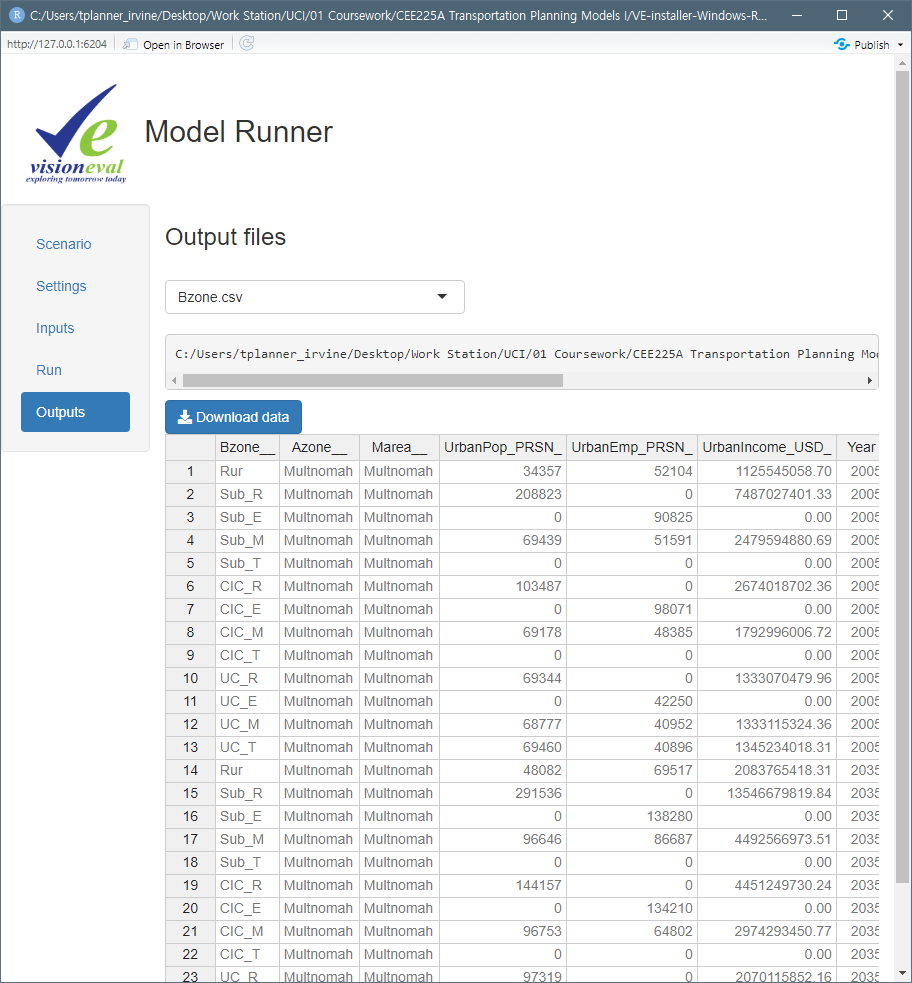 C:/Users/tplanner_irvine/Desktop/Work Station/UCI/01 Coursework/CEE225A Transportation Planning Models I/VE-installer-Windows-R...
http://127.0.0.1:6204 Open in Browser Publish
Ve
visioneval
exploring tomorrow today
Model Runner
Scenario
Settings
Inputs
Run
Outputs
Output files
Bzone.csv
C:/Users/tplanner_irvine/Desktop/Work Station/UCI/01 Coursework/CEE225A Transportation Planning Mod
Download data
Bzone__ Azone__ Marea__ UrbanPop_PRSN_ UrbanEmp_PRSN_ UrbanIncome_USD_ Year
1 Rur Multnomah Multnomah 34357 52104 1125545058.70 2005
2 Sub_R Multnomah Multnomah 208823 0 7487027401.33 2005
3 Sub_E Multnomah Multnomah 0 90825 0.00 2005
4 Sub_M Multnomah Multnomah 69439 51591 2479594880.69 2005
5 Sub_T Multnomah Multnomah 0 0 0.00 2005
6 CIC_R Multnomah Multnomah 103487 0 2674018702.36 2005
7 CIC_E Multnomah Multnomah 0 98071 0.00 2005
8 CIC_M Multnomah Multnomah 69178 48385 1792996006.72 2005
9 CIC_T Multnomah Multnomah 0 0 0.00 2005
10 UC_R Multnomah Multnomah 69344 0 1333070479.96 2005
11 UC_E Multnomah Multnomah 0 42250 0.00 2005
12 UC_M Multnomah Multnomah 68777 40952 1333115324.36 2005
13 UC_T Multnomah Multnomah 69460 40896 1345234018.31 2005
14 Rur Multnomah Multnomah 48082 69517 2083765418.31 2035
15 Sub_R Multnomah Multnomah 291536 0 13546679819.84 2035
16 Sub_E Multnomah Multnomah 0 138280 0.00 2035
17 Sub_M Multnomah Multnomah 96646 86687 4492566973.51 2035
18 Sub_T Multnomah Multnomah 0 0 0.00 2035
19 CIC_R Multnomah Multnomah 144157 0 4451249730.24 2035
20 CIC_E Multnomah Multnomah 0 134210 0.00 2035
21 CIC_M Multnomah Multnomah 96753 64802 2974293450.77 2035
22 CIC_T Multnomah Multnomah 0 0 0.00 2035
23 UC_R Multnomah Multnomah 97319 0 2070115852.16 2035